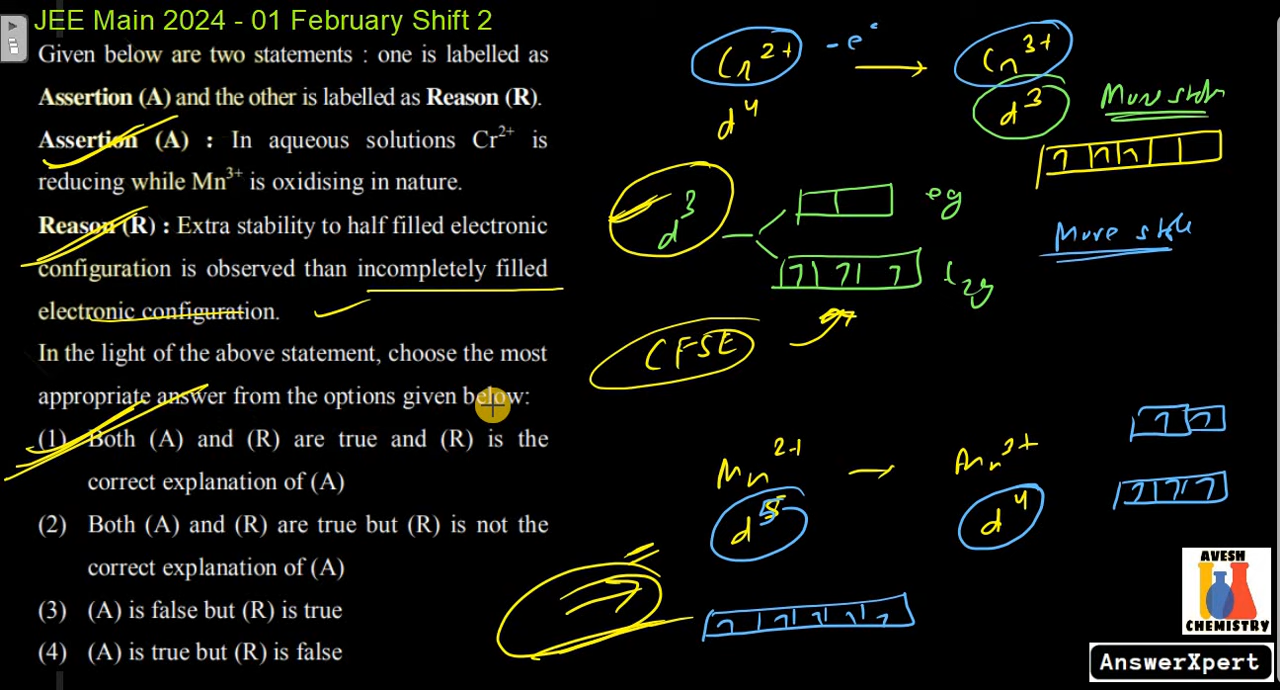 JEE Main 2024 - 01 February Shift 2
Given below are two statements : one is labelled as
Assertion (A) and the other is labelled as Reason (R).
Assertion (A) : In aqueous solutions Cr²⁺ is
reducing while Mn³⁺ is oxidising in nature.
Reason (R) : Extra stability to half filled electronic
configuration is observed than incompletely filled
electronic configuration.
In the light of the above statement, choose the most
appropriate answer from the options given below:
(1) Both (A) and (R) are true and (R) is the
correct explanation of (A)
(2) Both (A) and (R) are true but (R) is not the
correct explanation of (A)
(3) (A) is false but (R) is true
(4) (A) is true but (R) is false
Cr²⁺ -e⁻ → Cr³⁺
d⁴ d³ More
d³
eg
t₂g
More
CFSE
Mn²⁺ → Mn³⁺
d⁵ d⁴
AVESH
CHEMISTRY
AnswerXpert